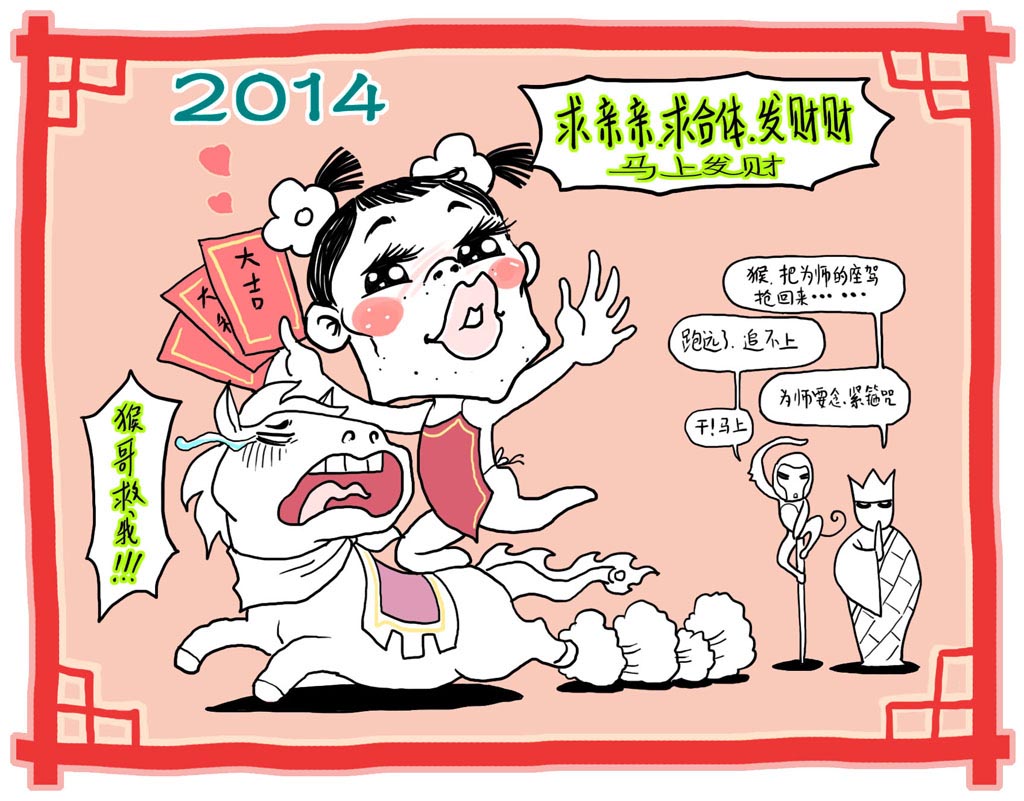 2014
求亲亲.求合体.发财财
马上发财
大吉
大
猴.把为师的座驾
抢回来⋯⋯
跑远了.追不上
为师要念.紧箍咒
干!马上
猴哥救我!!!